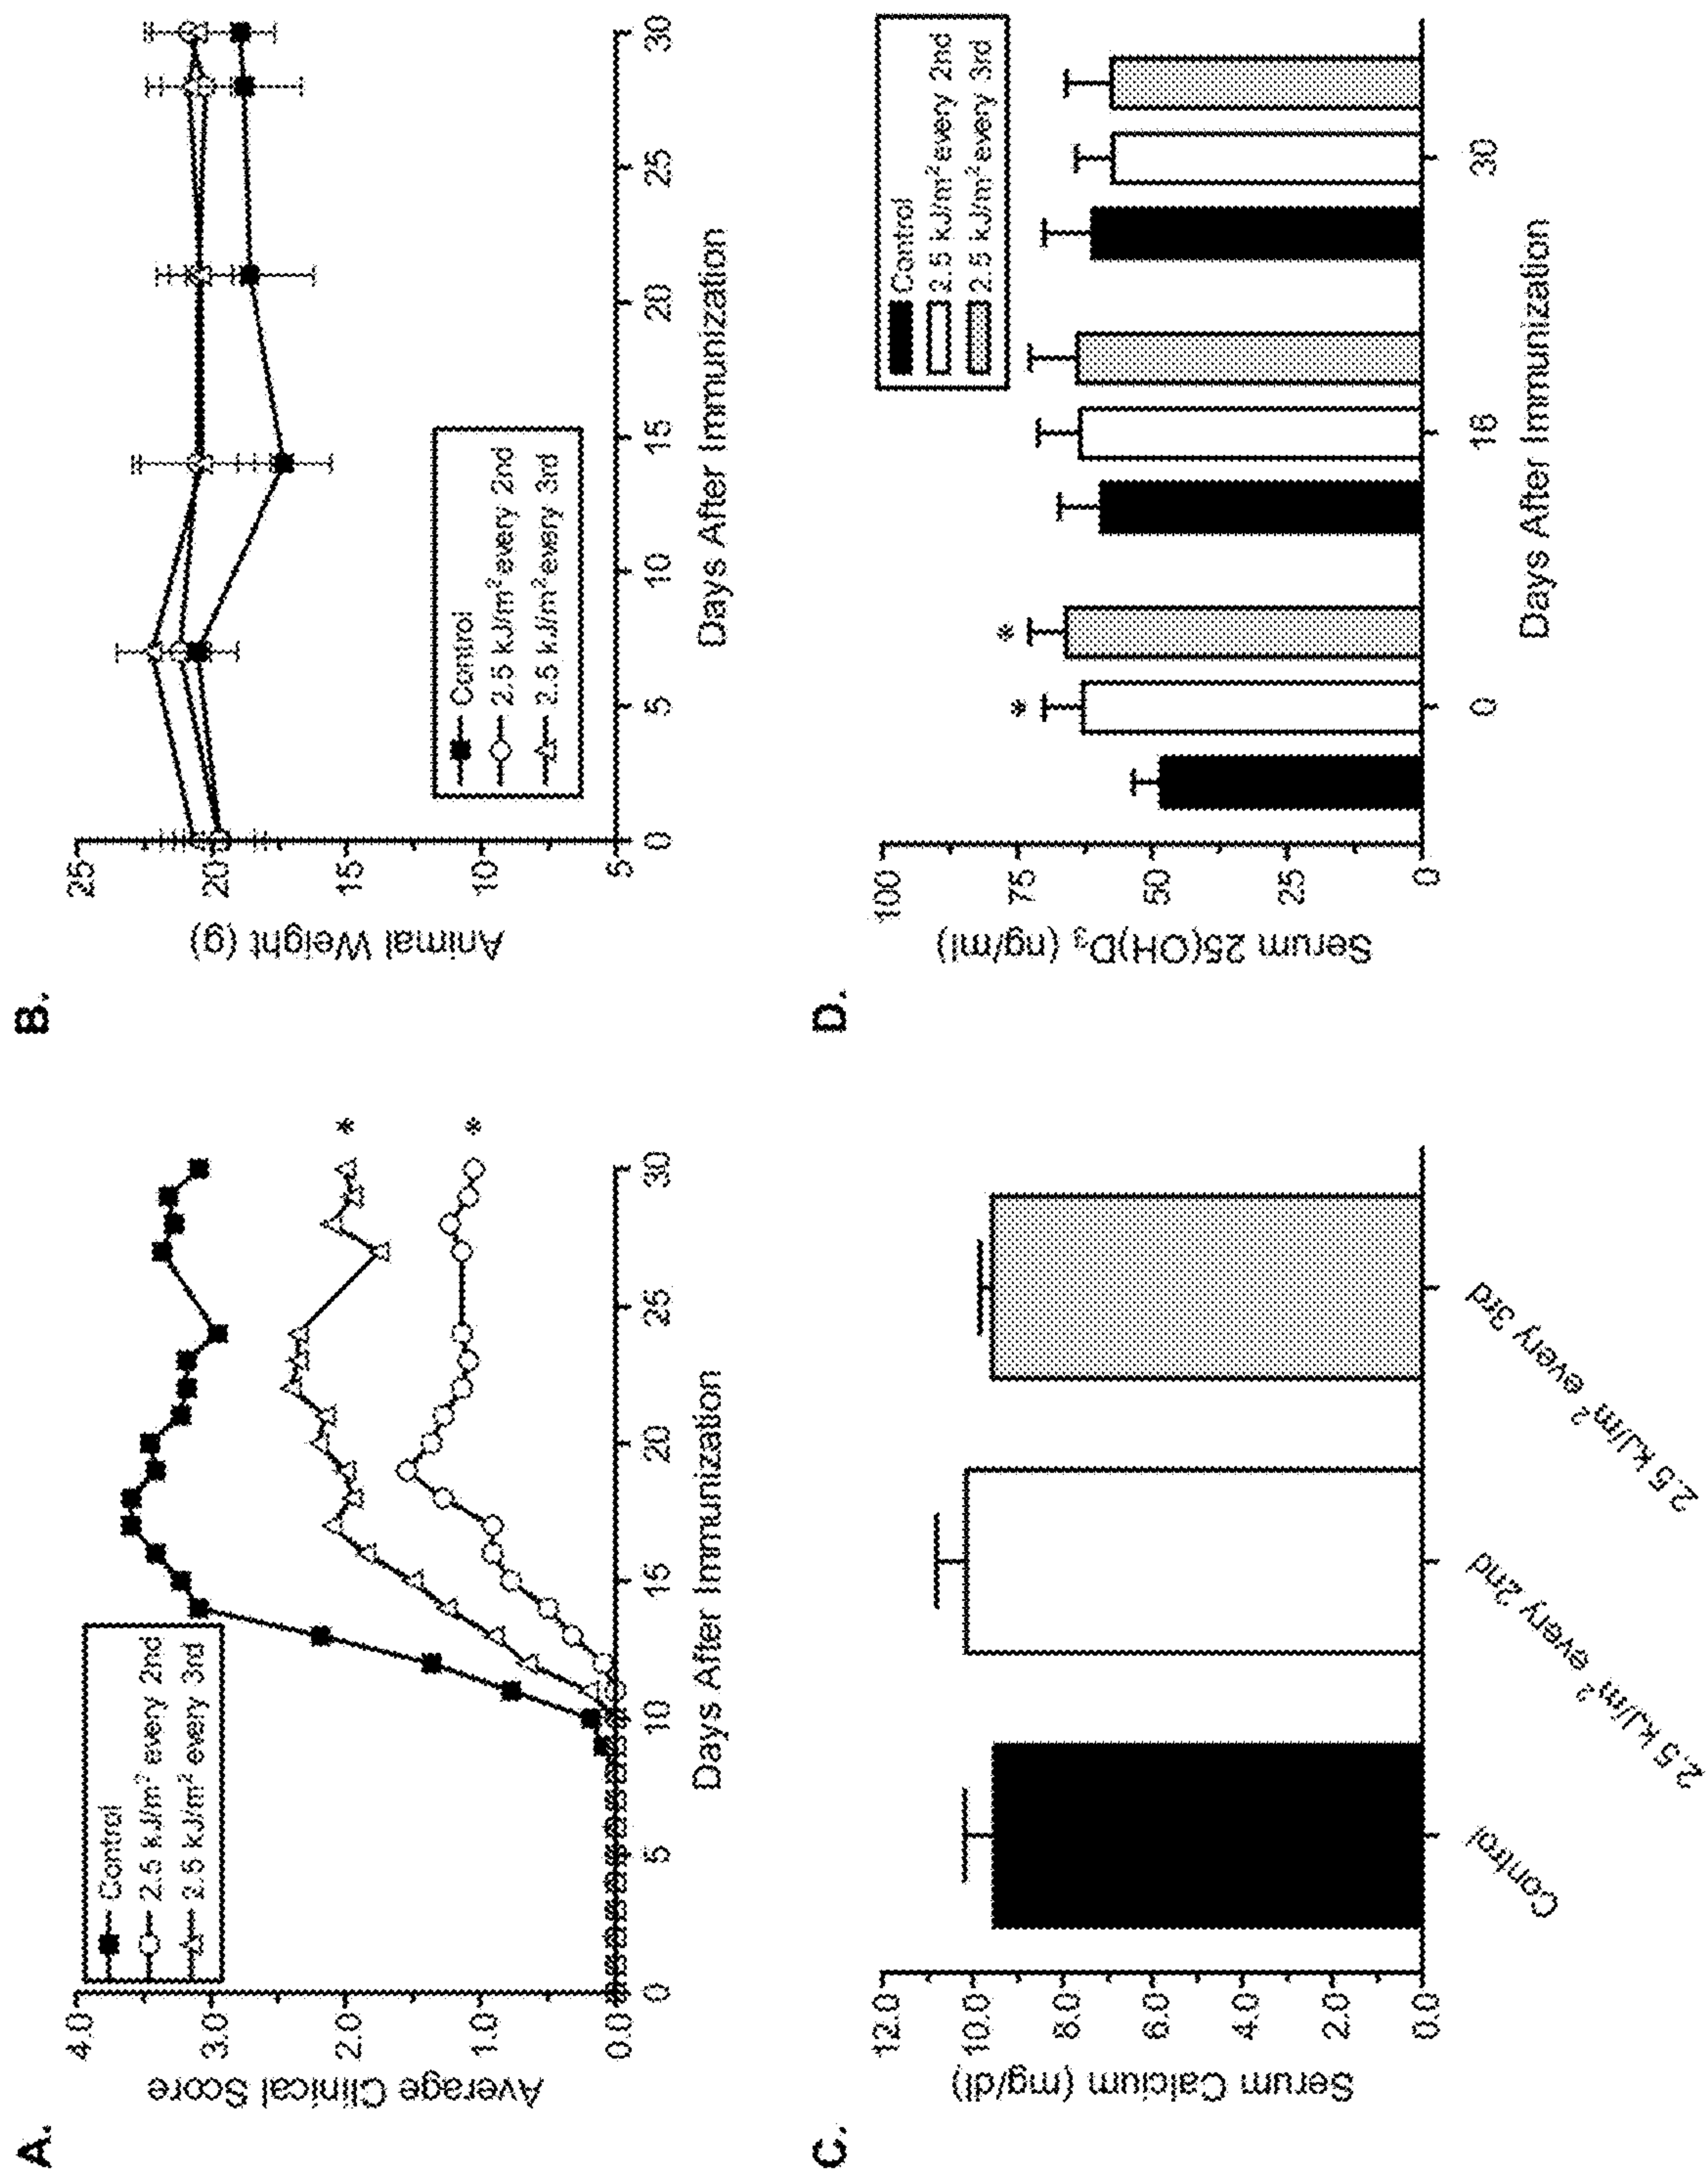 A.
Average Clinical Score
4.0
3.0
2.0
1.0
0.0
Control
2.5 kJ/m² every 2nd
2.5 kJ/m² every 3rd
*
*
0 5 10 15 20 25 30
Days After Immunization
B.
Animal Weight (g)
25
20
15
10
5
Control
2.5 kJ/m² every 2nd
2.5 kJ/m² every 3rd
0 5 10 15 20 25 30
Days After Immunization
C.
Serum Calcium (mg/dl)
12.0
10.0
8.0
6.0
4.0
2.0
0.0
Control
2.5 kJ/m² every 2nd
2.5 kJ/m² every 3rd
D.
Serum 25(OH)D₃ (ng/ml)
100
75
50
25
0
Control
2.5 kJ/m² every 2nd
2.5 kJ/m² every 3rd
* *
0 18 30
Days After Immunization